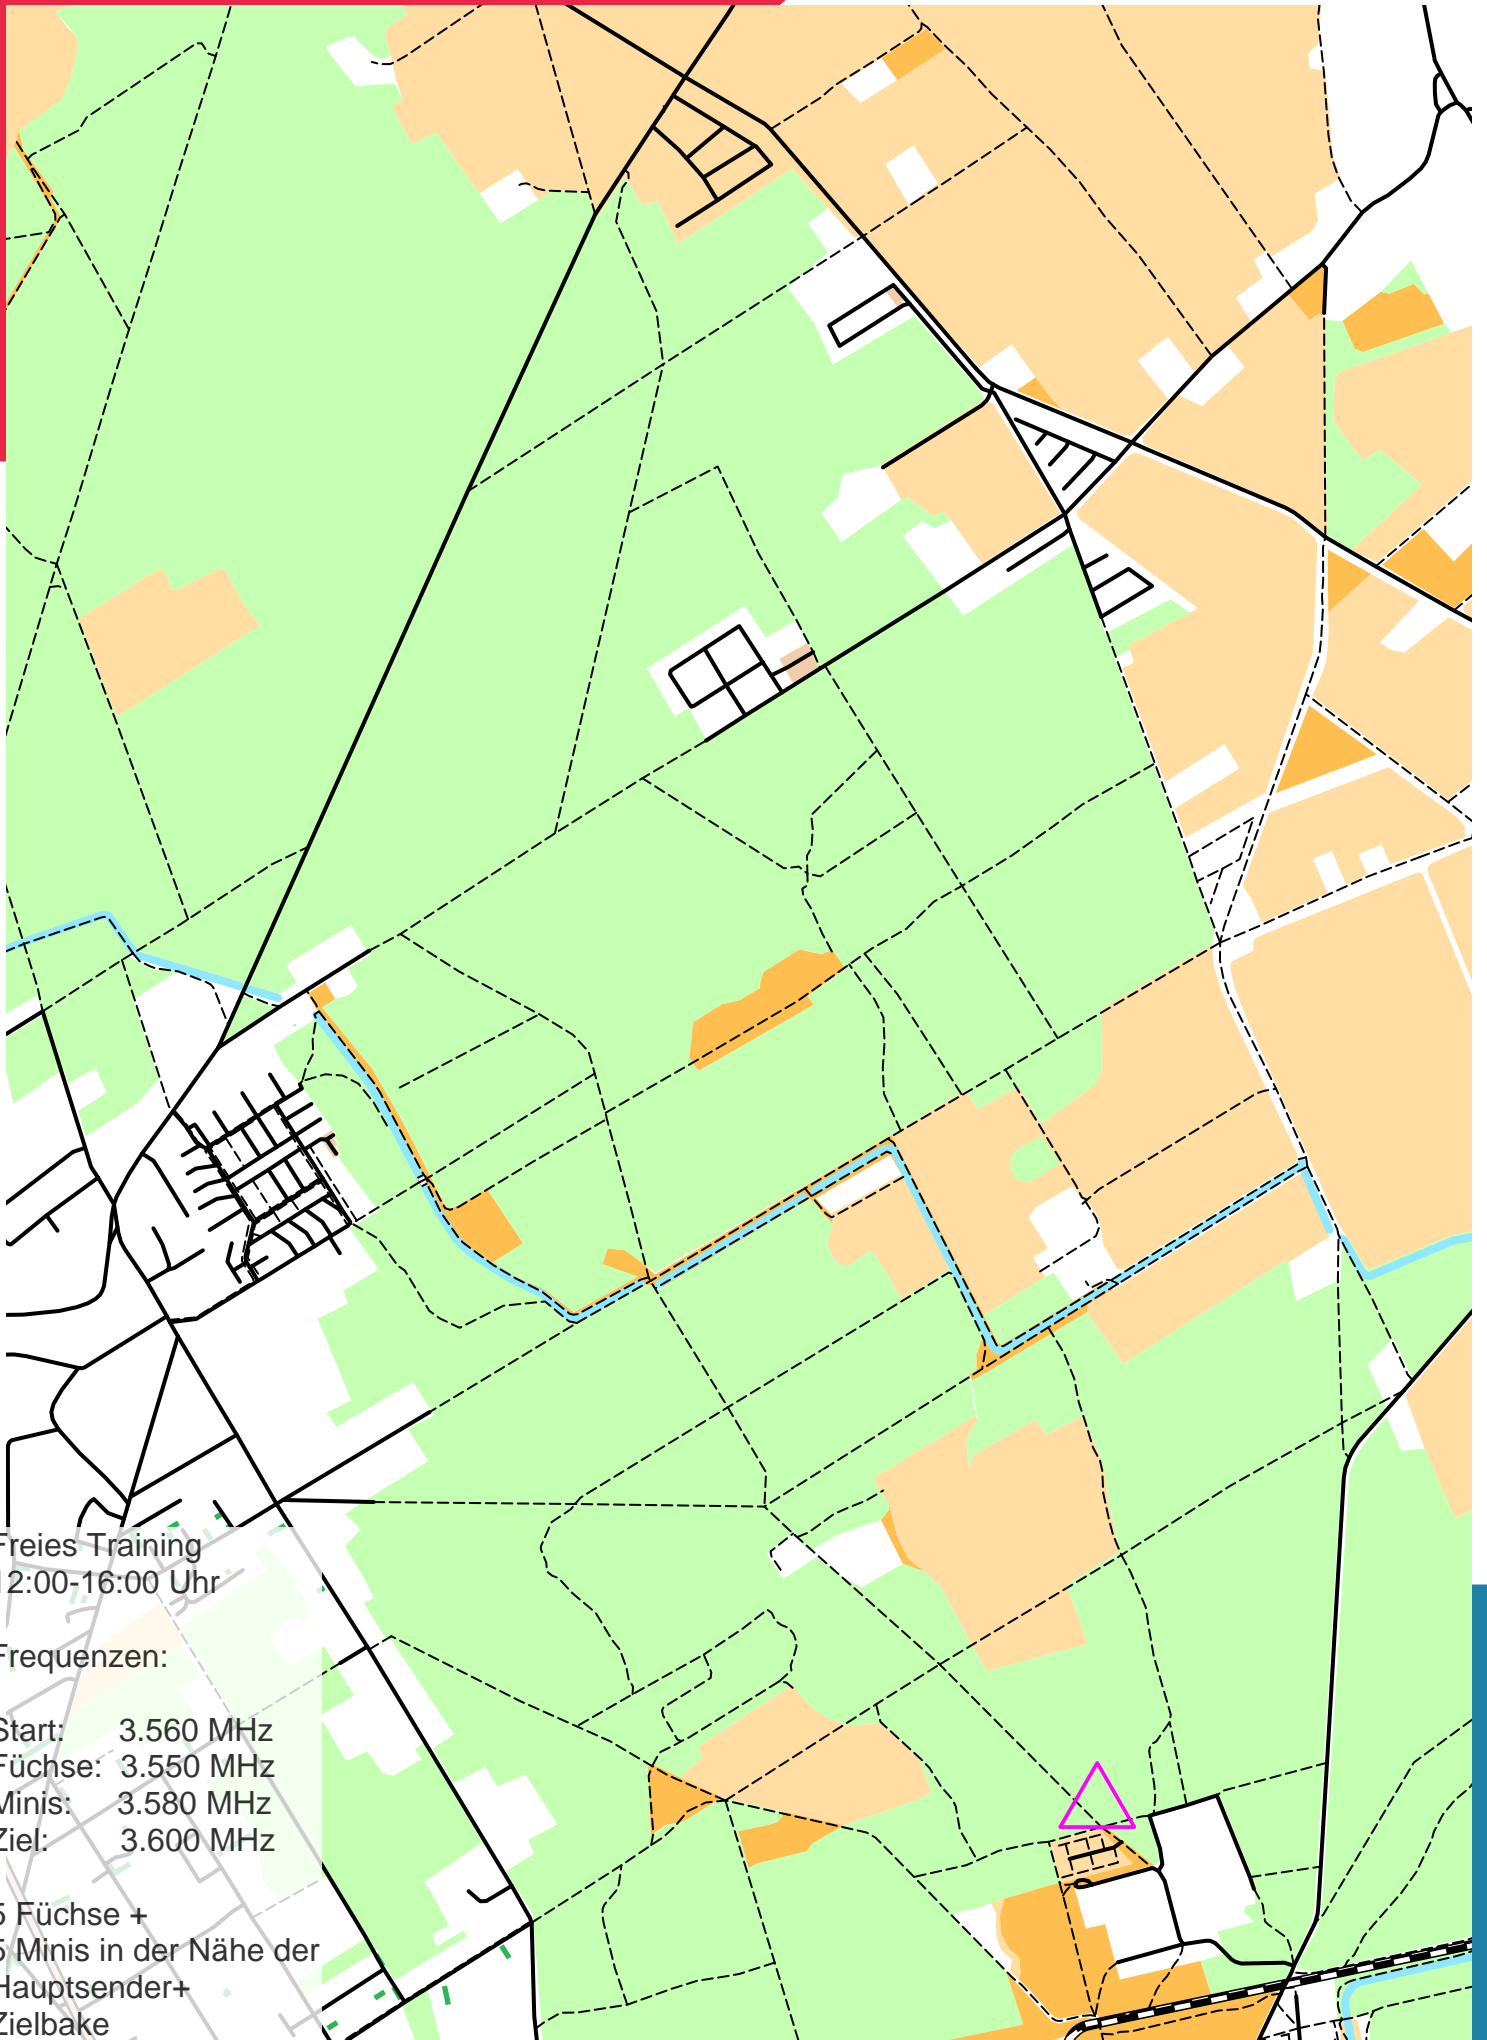 Freies Training
12:00-16:00 Uhr
Frequenzen:
Start: 3.560 MHz
Füchse: 3.550 MHz
Minis: 3.580 MHz
Ziel: 3.600 MHz
5 Füchse +
5 Minis in der Nähe der
Hauptsender+
Zielbake